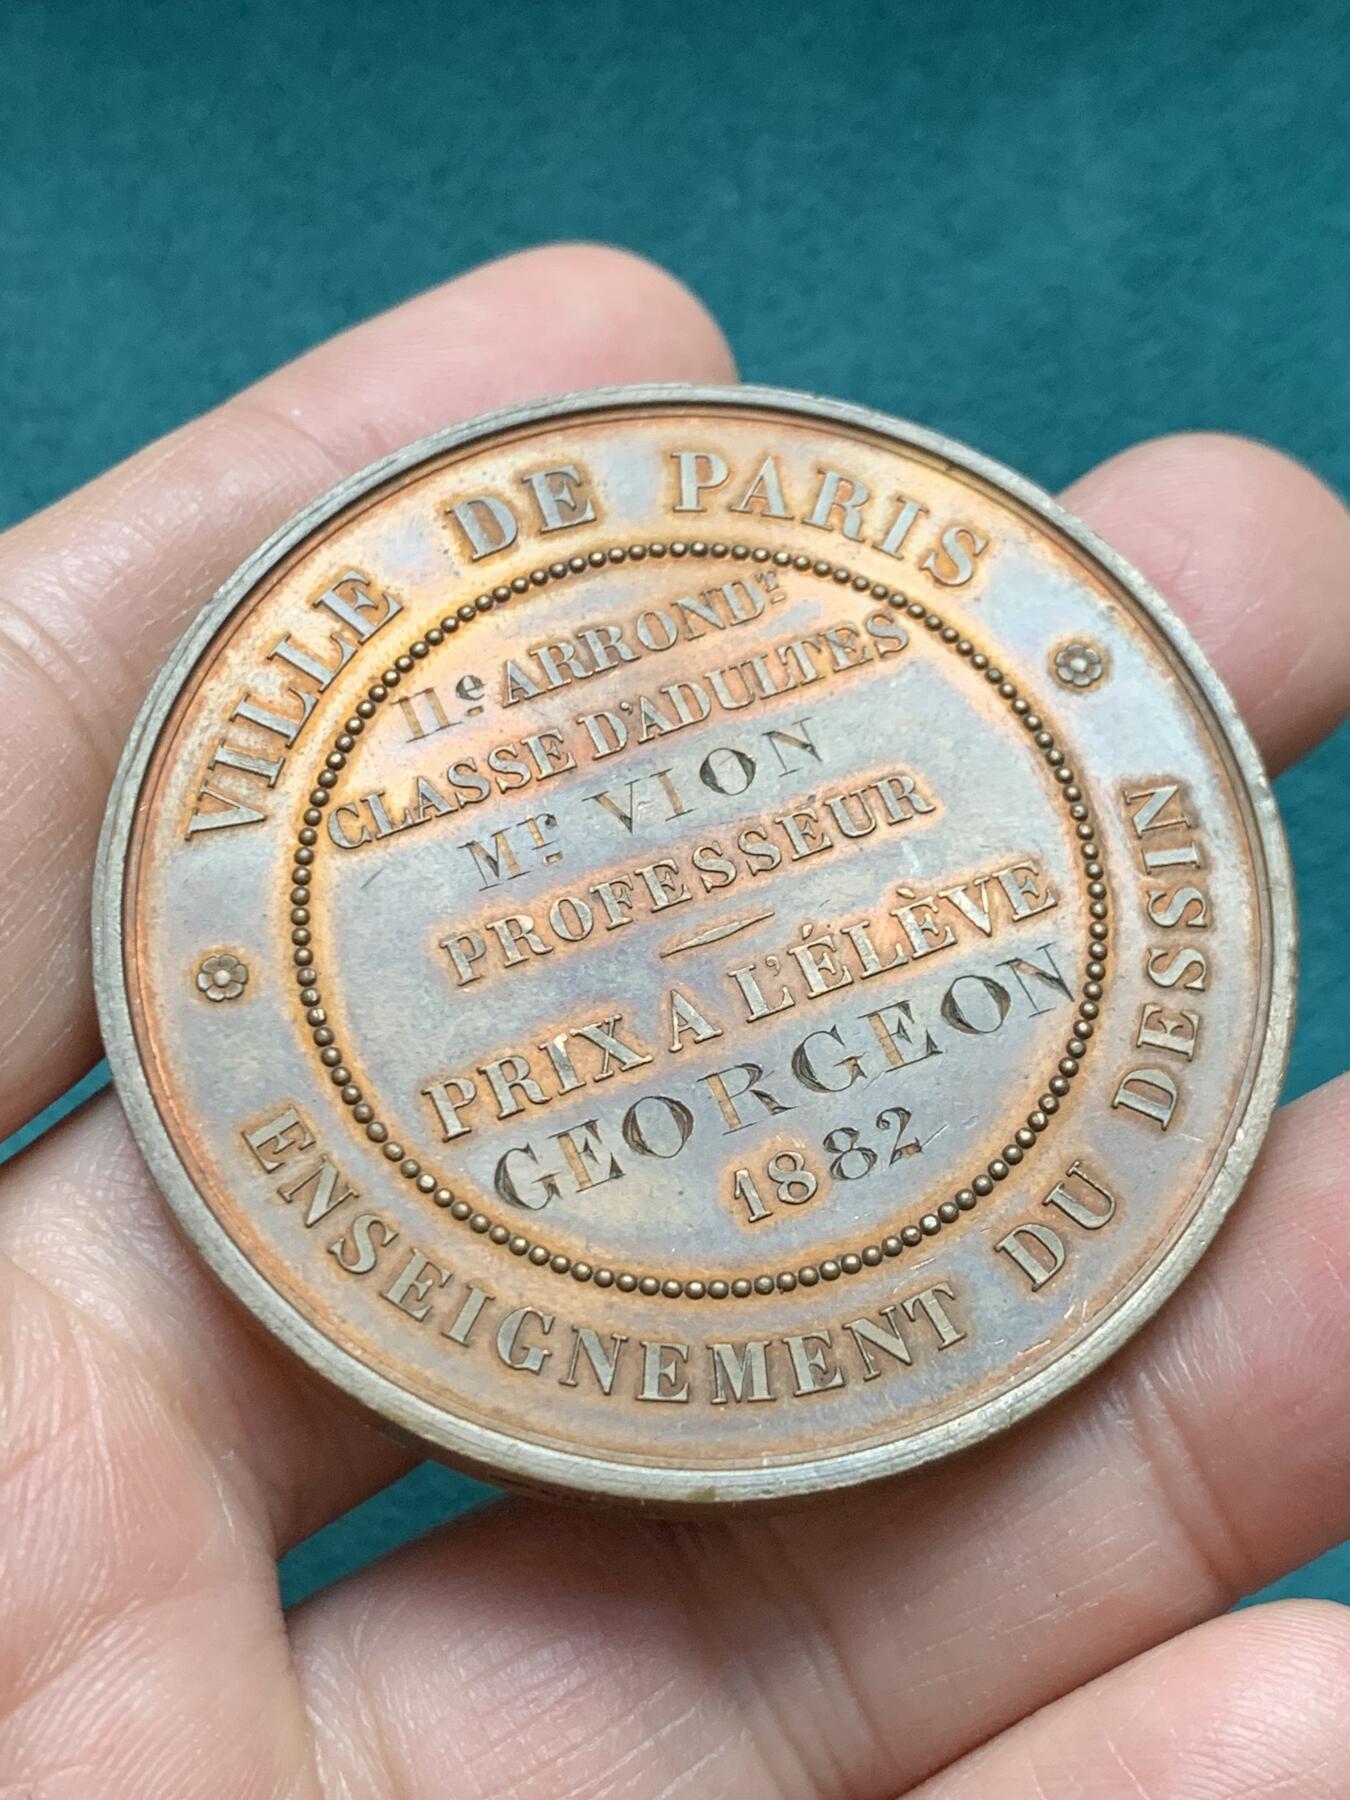 VILLE DE PARIS
IIe ARRONDT
CLASSE D'ADULTES
Mr VION
PROFESSEUR
PRIX A L'ÉLÈVE
GEORGEON
1882
ENSEIGNEMENT DU DESSIN